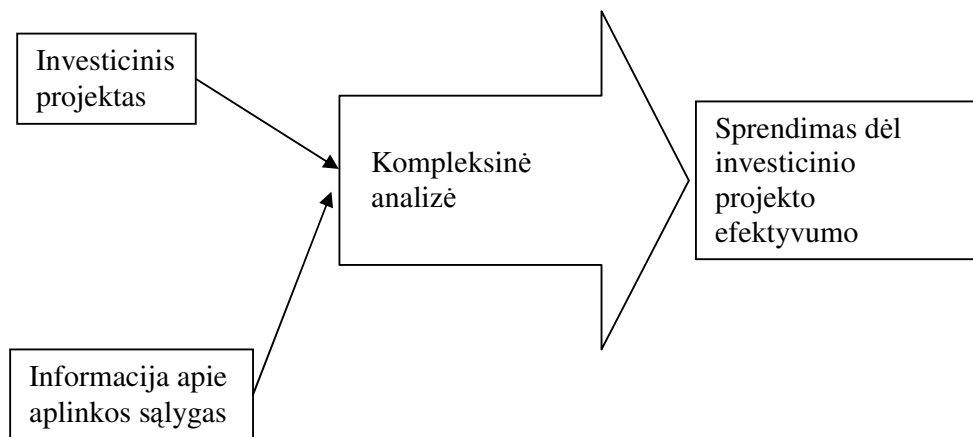 Investicinis
projektas
Kompleksinė
analizė
Sprendimas dėl
investicinio
projekto
efektyvumo
Informacija apie
aplinkos sąlygas